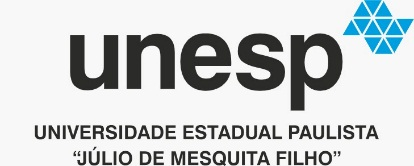 unesp
UNIVERSIDADE ESTADUAL PAULISTA
“JÚLIO DE MESQUITA FILHO”